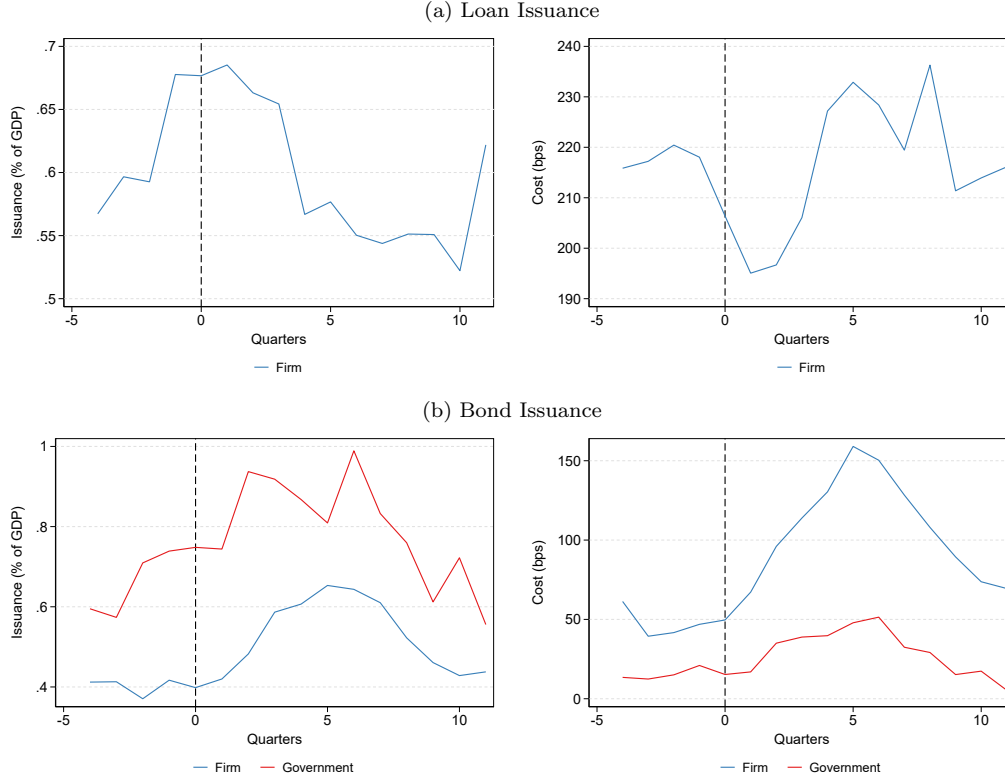 (a) Loan Issuance
Issuance (% of GDP)
.7
.65
.6
.55
.5
-5 0 5 10
Quarters
Firm
Cost (bps)
240
230
220
210
200
190
-5 0 5 10
Quarters
Firm
(b) Bond Issuance
Issuance (% of GDP)
1
.8
.6
.4
-5 0 5 10
Quarters
Firm Government
Cost (bps)
150
100
50
0
-5 0 5 10
Quarters
Firm Government